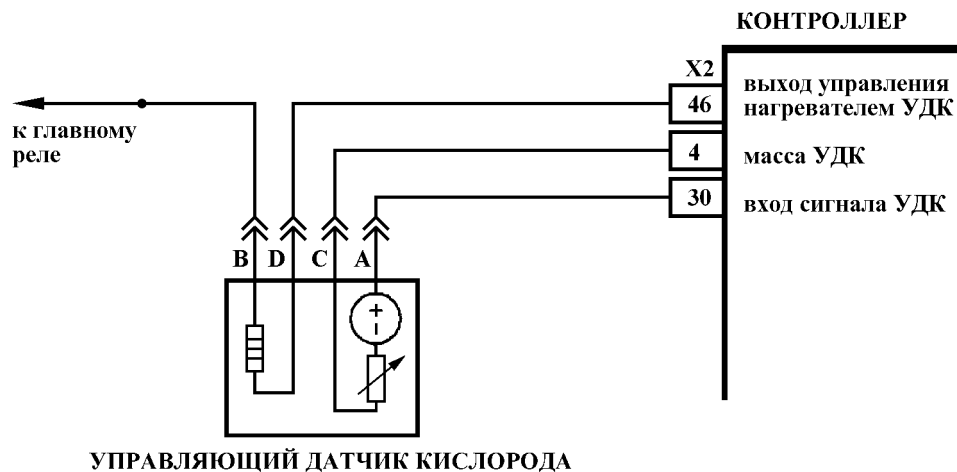 КОНТРОЛЛЕР
X2
46
выход управления
нагревателем УДК
к главному
реле
4
масса УДК
30
вход сигнала УДК
B D C A
+
−
УПРАВЛЯЮЩИЙ ДАТЧИК КИСЛОРОДА